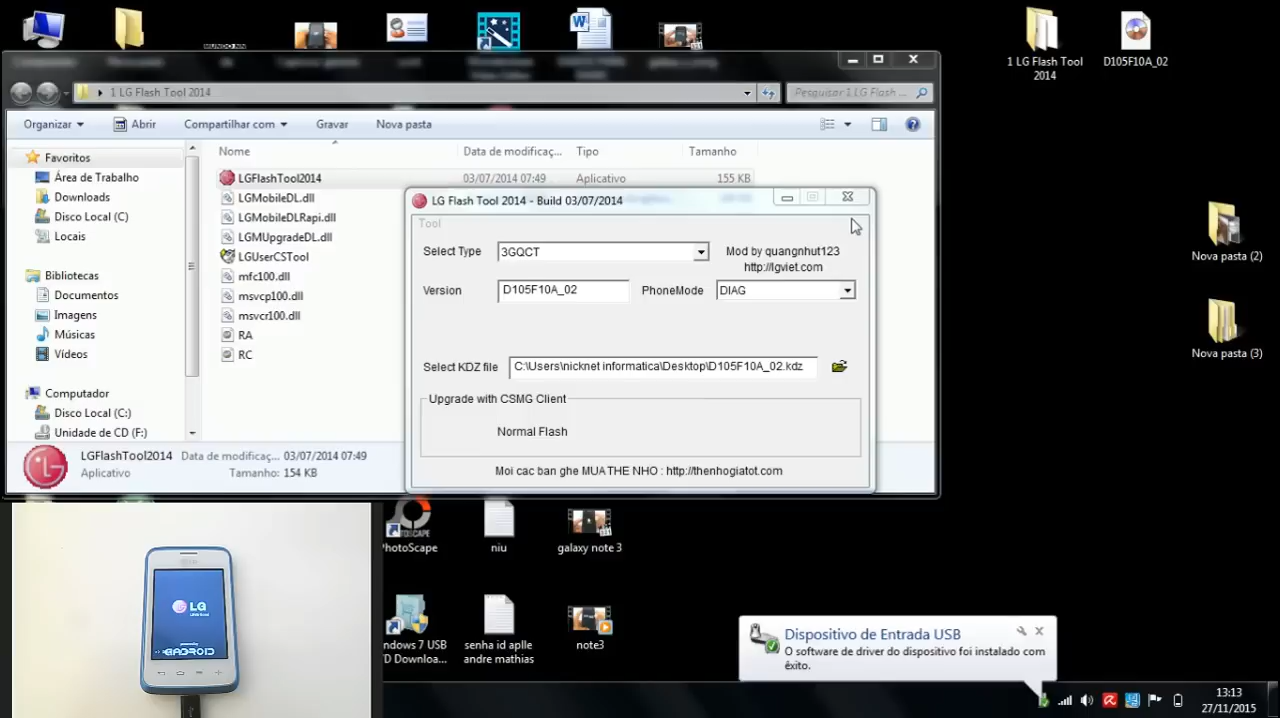 1 LG Flash Tool
2014
D105F10A_02
MUNDO NN
1 LG Flash Tool 2014
Pesquisar 1 LG Flash ...
Organizar
Abrir
Compartilhar com
Gravar
Nova pasta
Favoritos
Área de Trabalho
Downloads
Disco Local (C:)
Locais
Bibliotecas
Documentos
Imagens
Músicas
Vídeos
Computador
Disco Local (C:)
Unidade de CD (F:)
Nome
Data de modificaç...
Tipo
Tamanho
LGFlashTool2014
03/07/2014 07:49
Aplicativo
155 KB
LGMobileDL.dll
LGMobileDLRapi.dll
LGMUpgradeDL.dll
LGUserCSTool
mfc100.dll
msvcp100.dll
msvcr100.dll
RA
RC
LG Flash Tool 2014 - Build 03/07/2014
Tool
Select Type
3GQCT
Mod by quangnhut123
http://lgviet.com
Version
D105F10A_02
PhoneMode
DIAG
Select KDZ file
C:\Users\nicknet informatica\Desktop\D105F10A_02.kdz
Upgrade with CSMG Client
Normal Flash
Moi cac ban ghe MUA THE NHO : http://thenhogiatot.com
LGFlashTool2014
Data de modificaç... 03/07/2014 07:49
Aplicativo
Tamanho: 154 KB
Nova pasta (2)
Nova pasta (3)
PhotoScape
niu
galaxy note 3
ndows 7 USB
D Downloa...
senha id aplle
andre mathias
note3
LG
Dispositivo de Entrada USB
O software de driver do dispositivo foi instalado com
êxito.
13:13
27/11/2015